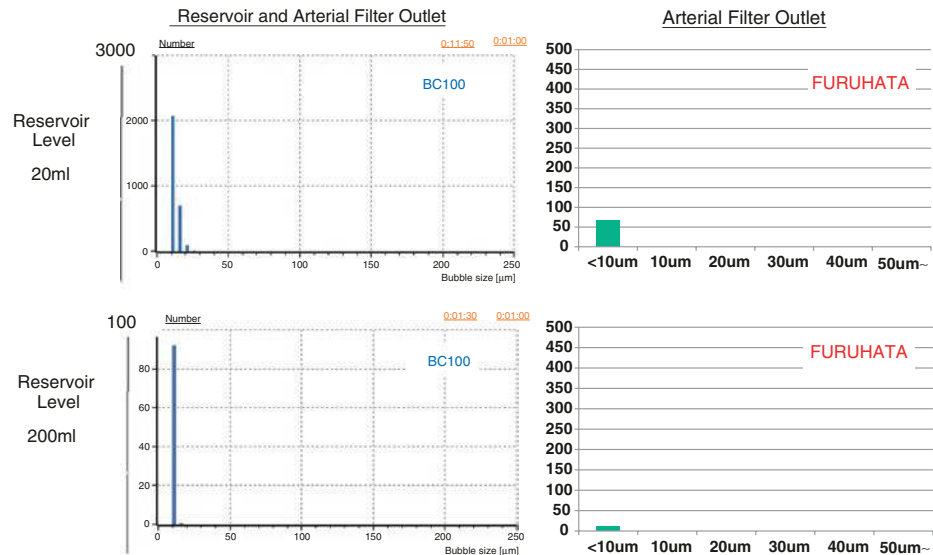 Reservoir and Arterial Filter Outlet
Arterial Filter Outlet
3000
Number
0:11:50
0:01:00
BC100
Reservoir
Level
20ml
2000
1000
0
0 50 100 150 200 250
Bubble size [µm]
500
450
400
350
300
250
200
150
100
50
0
FURUHATA
<10um 10um 20um 30um 40um 50um~
100
Number
0:01:30
0:01:00
BC100
Reservoir
Level
200ml
80
60
40
20
0
0 50 100 150 200 250
Bubble size [µm]
500
450
400
350
300
250
200
150
100
50
0
FURUHATA
<10um 10um 20um 30um 40um 50um~